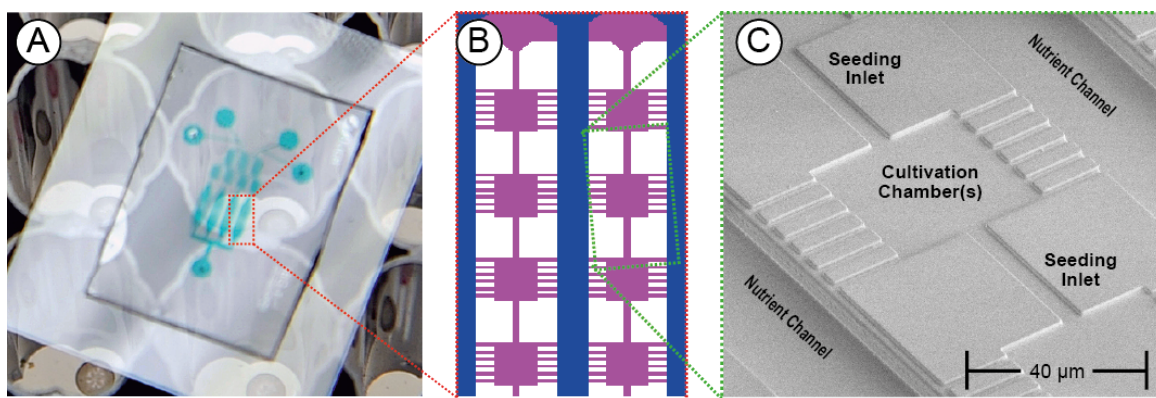 A
B
C
Seeding
Inlet
Nutrient Channel
Cultivation
Chamber(s)
Seeding
Inlet
Nutrient Channel
40 µm